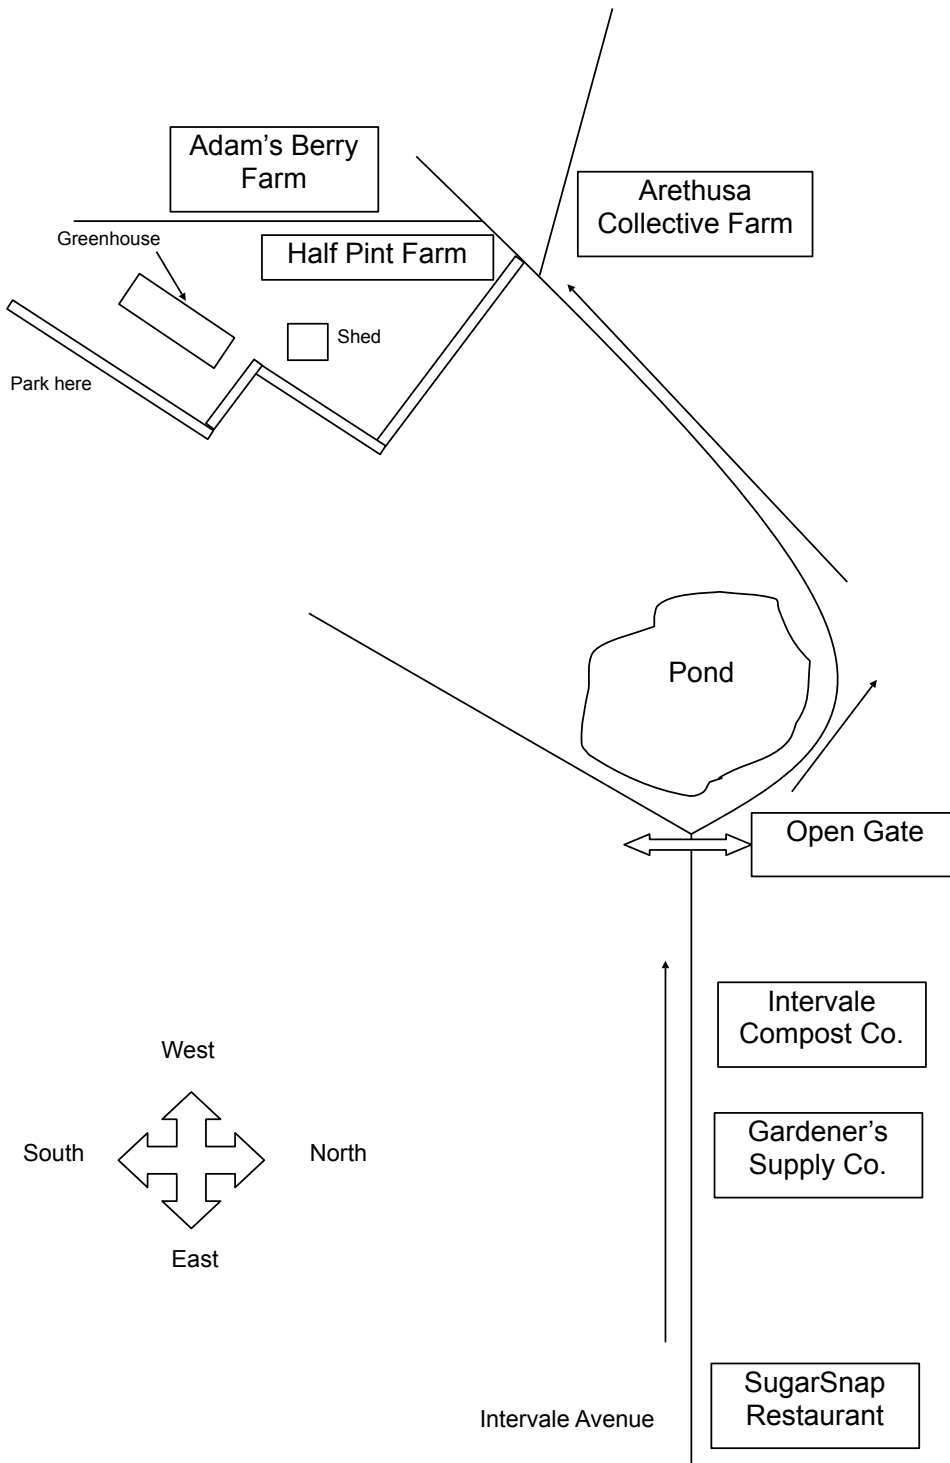 Adam's Berry
Farm
Arethusa
Collective Farm
Greenhouse
Half Pint Farm
Shed
Park here
Pond
Open Gate
Intervale
Compost Co.
West
Gardener's
Supply Co.
South
North
East
SugarSnap
Restaurant
Intervale Avenue